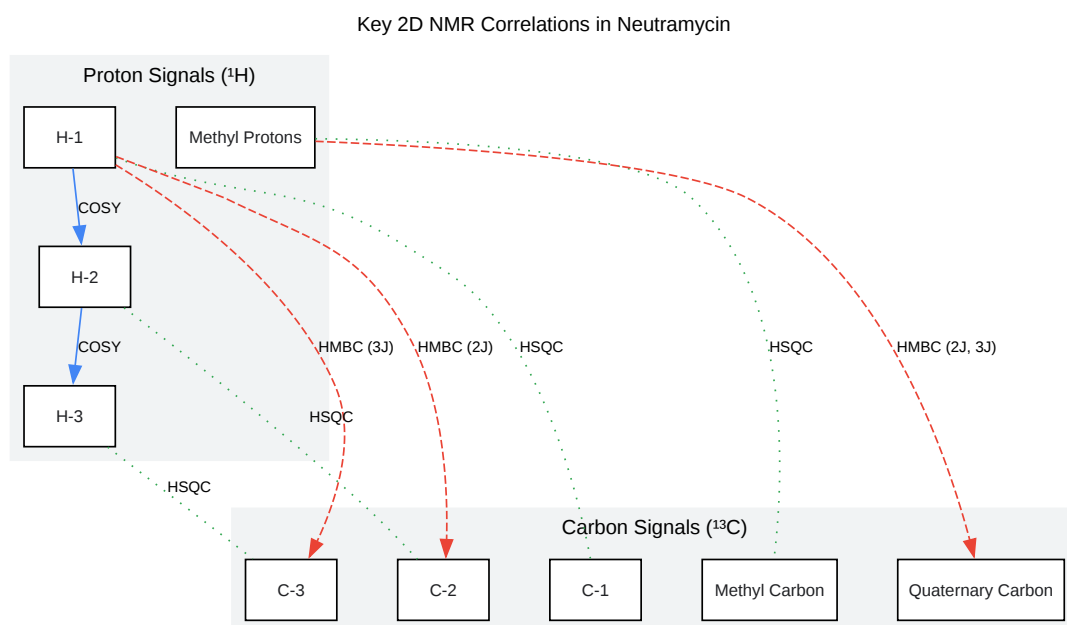 Key 2D NMR Correlations in Neutramycin
Proton Signals (¹H)
H-1
Methyl Protons
COSY
H-2
COSY
HMBC (3J)
HMBC (2J)
HSQC
HSQC
HMBC (2J, 3J)
H-3
HSQC
HSQC
Carbon Signals (¹³C)
C-3
C-2
C-1
Methyl Carbon
Quaternary Carbon